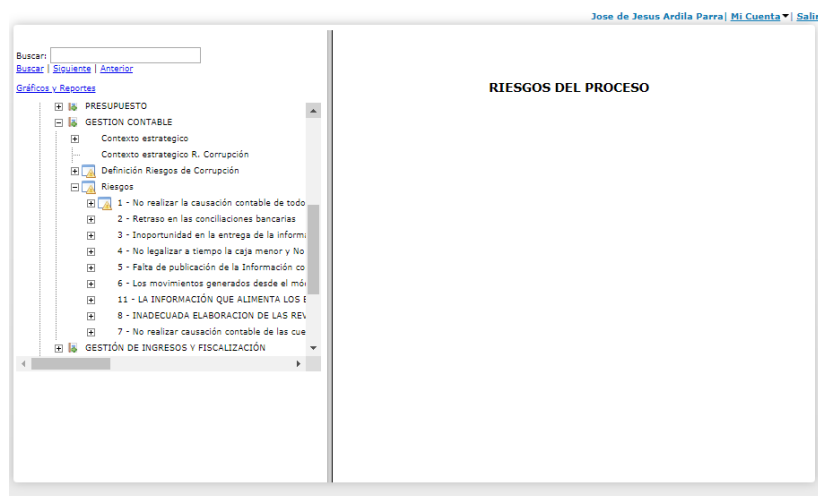 Jose de Jesus Ardila Parra| Mi Cuenta | Salir
Buscar:
Buscar | Siguiente | Anterior
Gráficos y Reportes
RIESGOS DEL PROCESO
PRESUPUESTO
GESTION CONTABLE
Contexto estrategico
Contexto estrategico R. Corrupción
Definición Riesgos de Corrupción
Riesgos
1 - No realizar la causación contable de todo
2 - Retraso en las conciliaciones bancarias
3 - Inoportunidad en la entrega de la
4 - No legalizar a tiempo la caja menor y No
5 - Falta de publicación de la Información co
6 - Los movimientos generados desde el
11 - LA INFORMACIÓN QUE ALIMENTA LOS
8 - INADECUADA ELABORACION DE LAS
7 - No realizar causación contable de las cue
GESTIÓN DE INGRESOS Y FISCALIZACIÓN